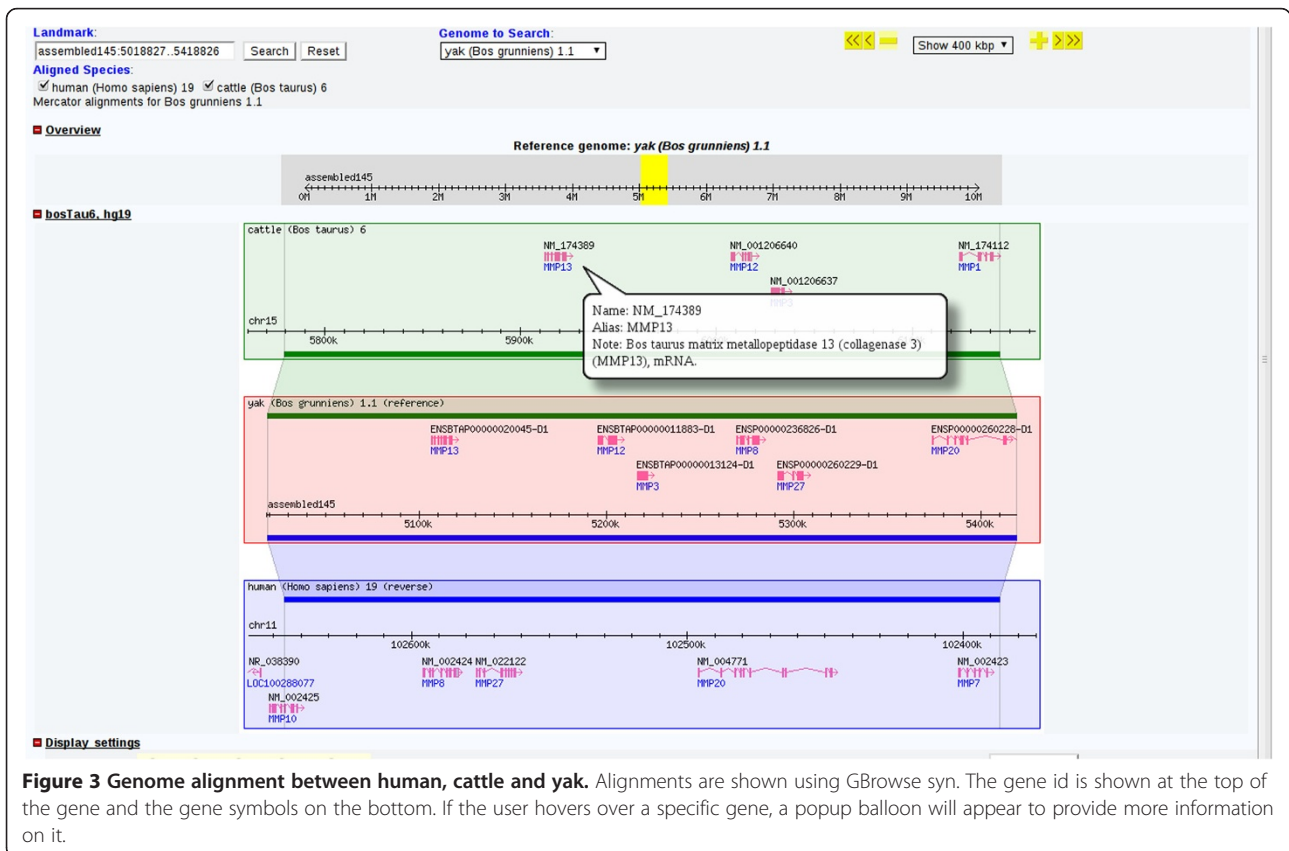 Landmark:
Genome to Search:
assembled145:5018827..5418826 Search Reset yak (Bos grunniens) 1.1 Show 400 kbp
Aligned Species:
human (Homo sapiens) 19 cattle (Bos taurus) 6
Mercator alignments for Bos grunniens 1.1
Overview
Reference genome: yak (Bos grunniens) 1.1
assembled145
0M 1M 2M 3M 4M 5M 6M 7M 8M 9M 10M
bosTau6, hg19
cattle (Bos taurus) 6
NM_174389 NM_001206640 NM_174112
MMP13 MMP12 MMP1
NM_001206637
MMP3
Name: NM_174389
Alias: MMP13
Note: Bos taurus matrix metallopeptidase 13 (collagenase 3)
(MMP13), mRNA.
chr15
5800k 5900k
yak (Bos grunniens) 1.1 (reference)
ENSBTAP00000020045-D1 ENSBTAP00000011883-D1 ENSP00000236826-D1 ENSP00000260228-D1
MMP13 MMP12 MMP8 MMP20
ENSBTAP00000013124-D1 ENSP00000260229-D1
MMP3 MMP27
assembled145
5100k 5200k 5300k 5400k
human (Homo sapiens) 19 (reverse)
chr11
102600k 102500k 102400k
NR_038390 NM_002424 NM_022122 NM_004771 NM_002423
LOC100288077 MMP8 MMP27 MMP20 MMP7
NM_002425
MMP10
Display settings
Figure 3 Genome alignment between human, cattle and yak. Alignments are shown using GBrowse syn. The gene id is shown at the top of
the gene and the gene symbols on the bottom. If the user hovers over a specific gene, a popup balloon will appear to provide more information
on it.